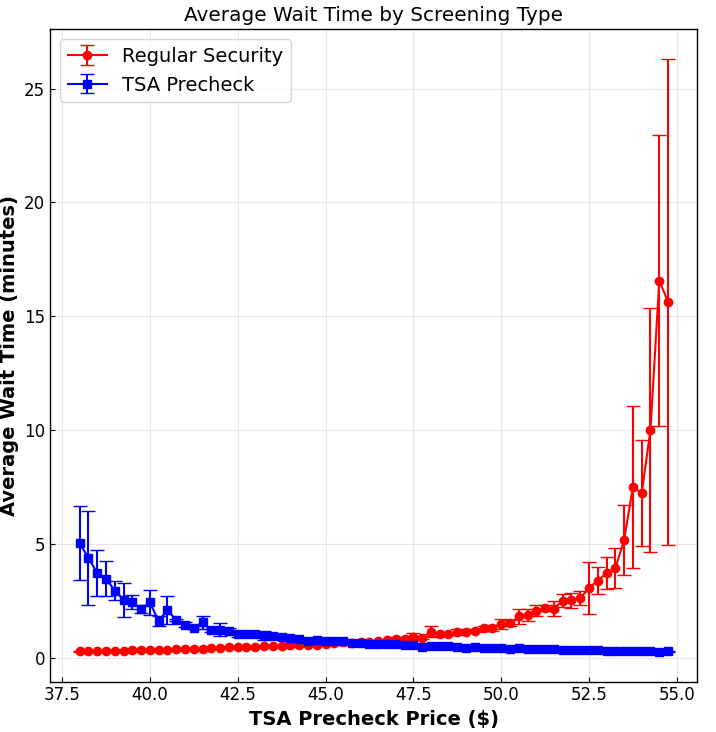 Average Wait Time by Screening Type
Regular Security
TSA Precheck
Average Wait Time (minutes)
25
20
15
10
5
0
37.5 40.0 42.5 45.0 47.5 50.0 52.5 55.0
TSA Precheck Price ($)